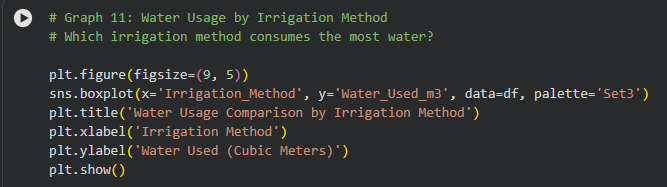 # Graph 11: Water Usage by Irrigation Method
# Which irrigation method consumes the most water?
plt.figure(figsize=(9, 5))
sns.boxplot(x='Irrigation_Method', y='Water_Used_m3', data=df, palette='Set3')
plt.title('Water Usage Comparison by Irrigation Method')
plt.xlabel('Irrigation Method')
plt.ylabel('Water Used (Cubic Meters)')
plt.show()